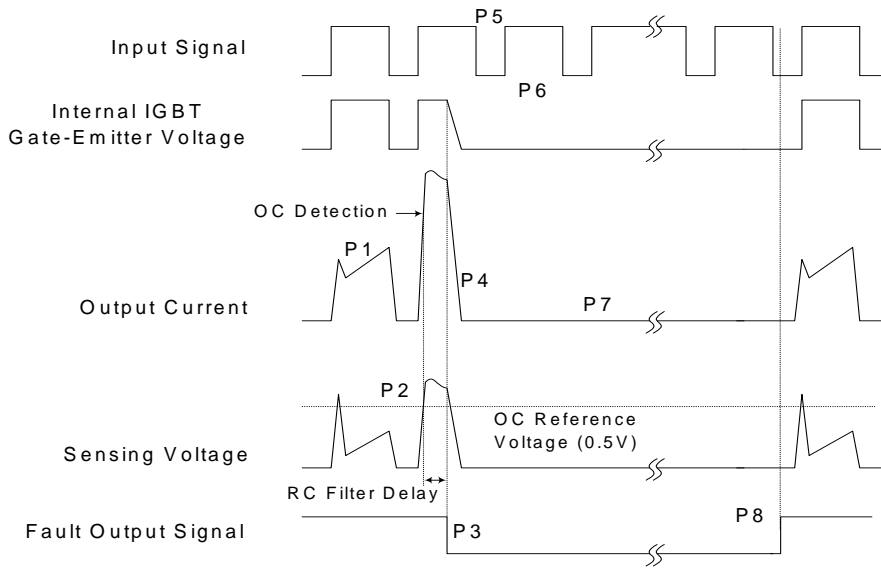 P5
Input Signal
P6
Internal IGBT
Gate-Emitter Voltage
OC Detection
P1
P4
Output Current
P7
P2
OC Reference
Voltage (0.5V)
Sensing Voltage
RC Filter Delay
Fault Output Signal
P3
P8